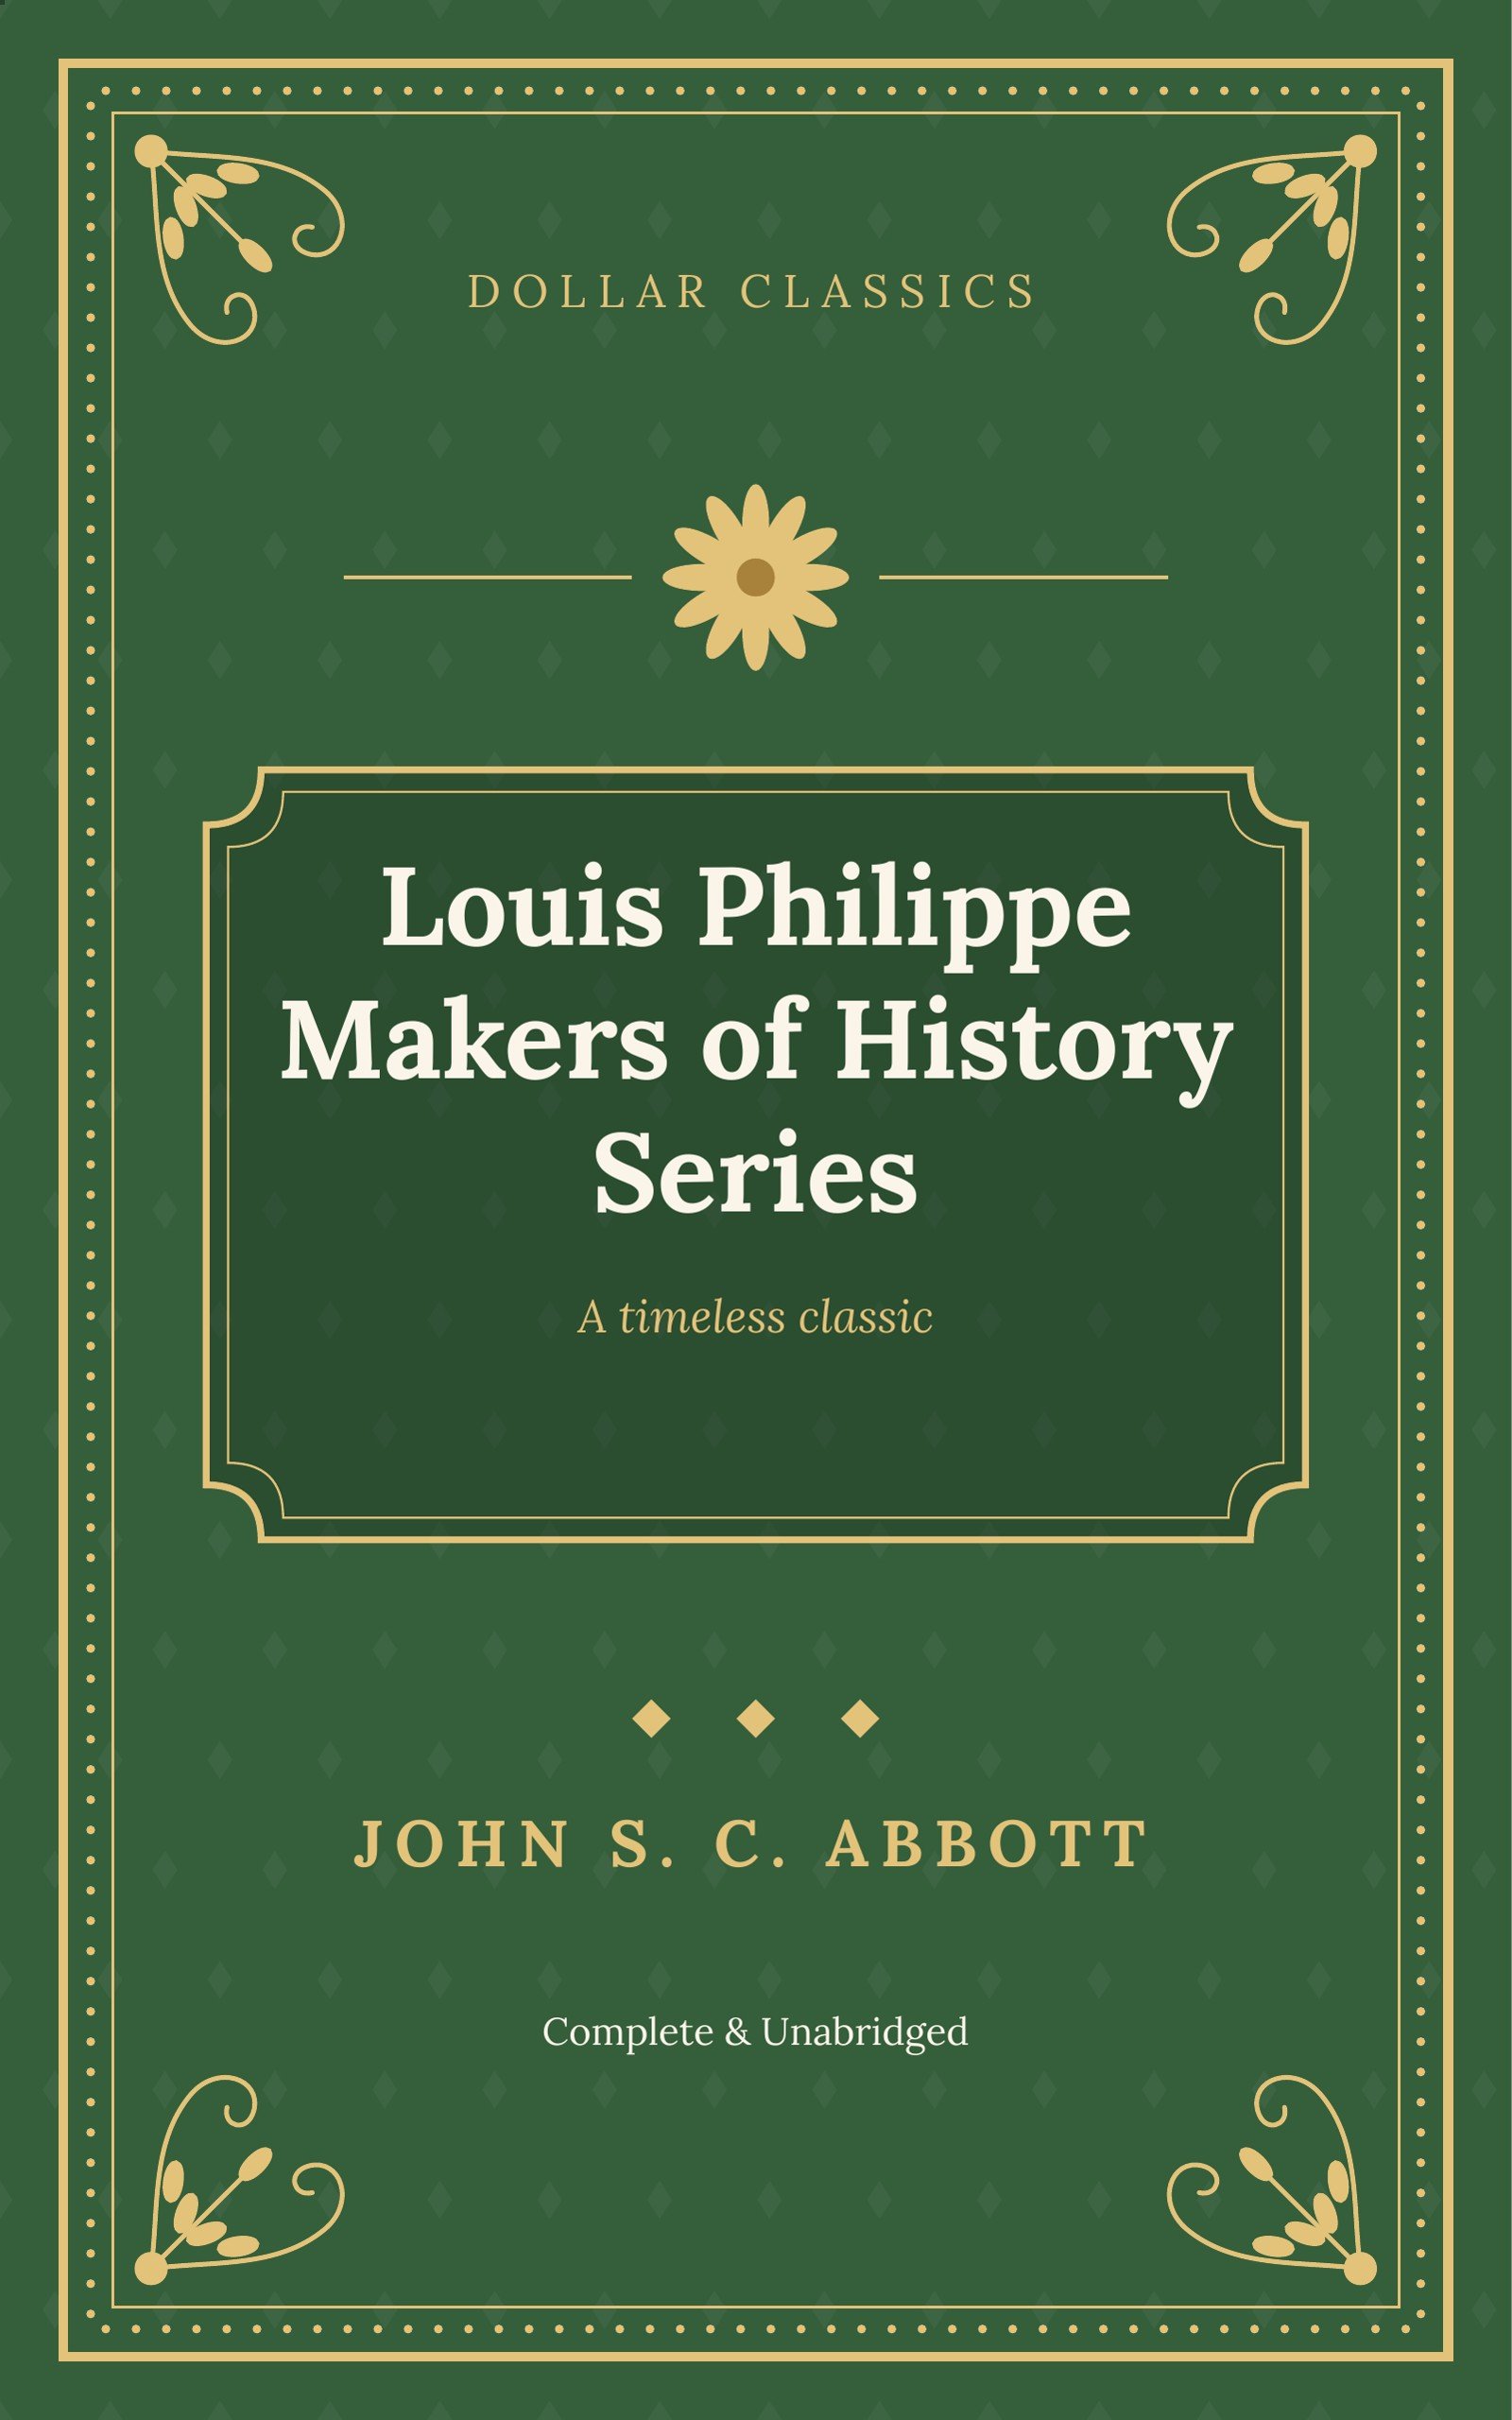 DOLLAR CLASSICS
Louis Philippe
Makers of History
Series
A timeless classic
JOHN S. C. ABBOTT
Complete & Unabridged